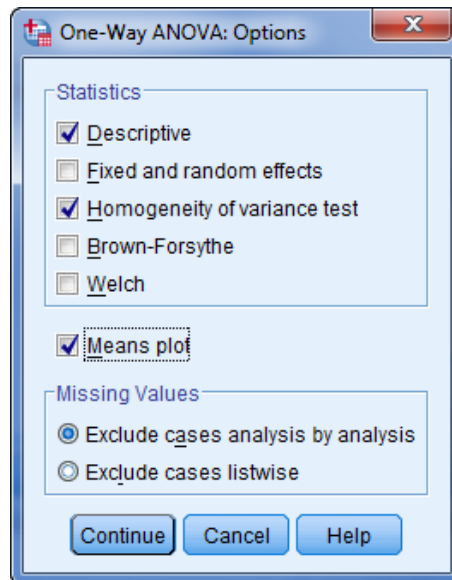 One-Way ANOVA: Options
Statistics
Descriptive
Fixed and random effects
Homogeneity of variance test
Brown-Forsythe
Welch
Means plot
Missing Values
Exclude cases analysis by analysis
Exclude cases listwise
Continue Cancel Help